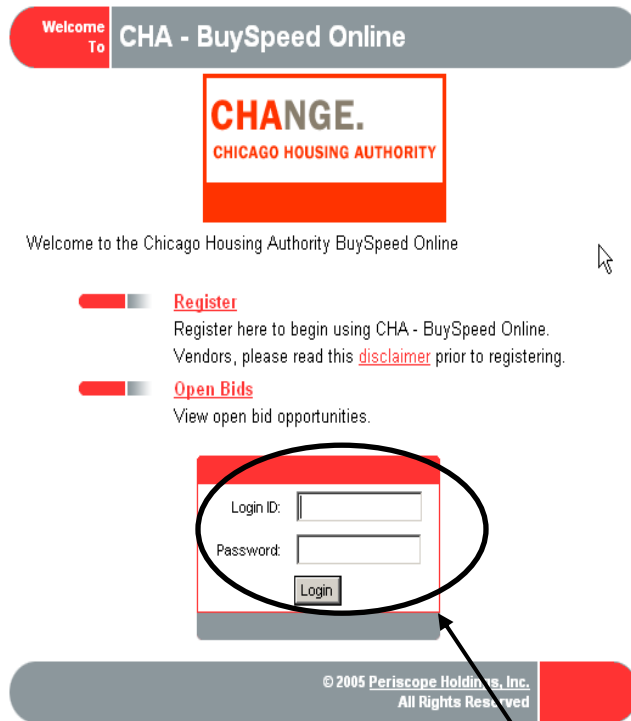 Welcome
To
CHA - BuySpeed Online
CHANGE.
CHICAGO HOUSING AUTHORITY
Welcome to the Chicago Housing Authority BuySpeed Online
Register
Register here to begin using CHA - BuySpeed Online.
Vendors, please read this disclaimer prior to registering.
Open Bids
View open bid opportunities.
Login ID:
Password:
Login
© 2005 Periscope Holdings, Inc.
All Rights Reserved